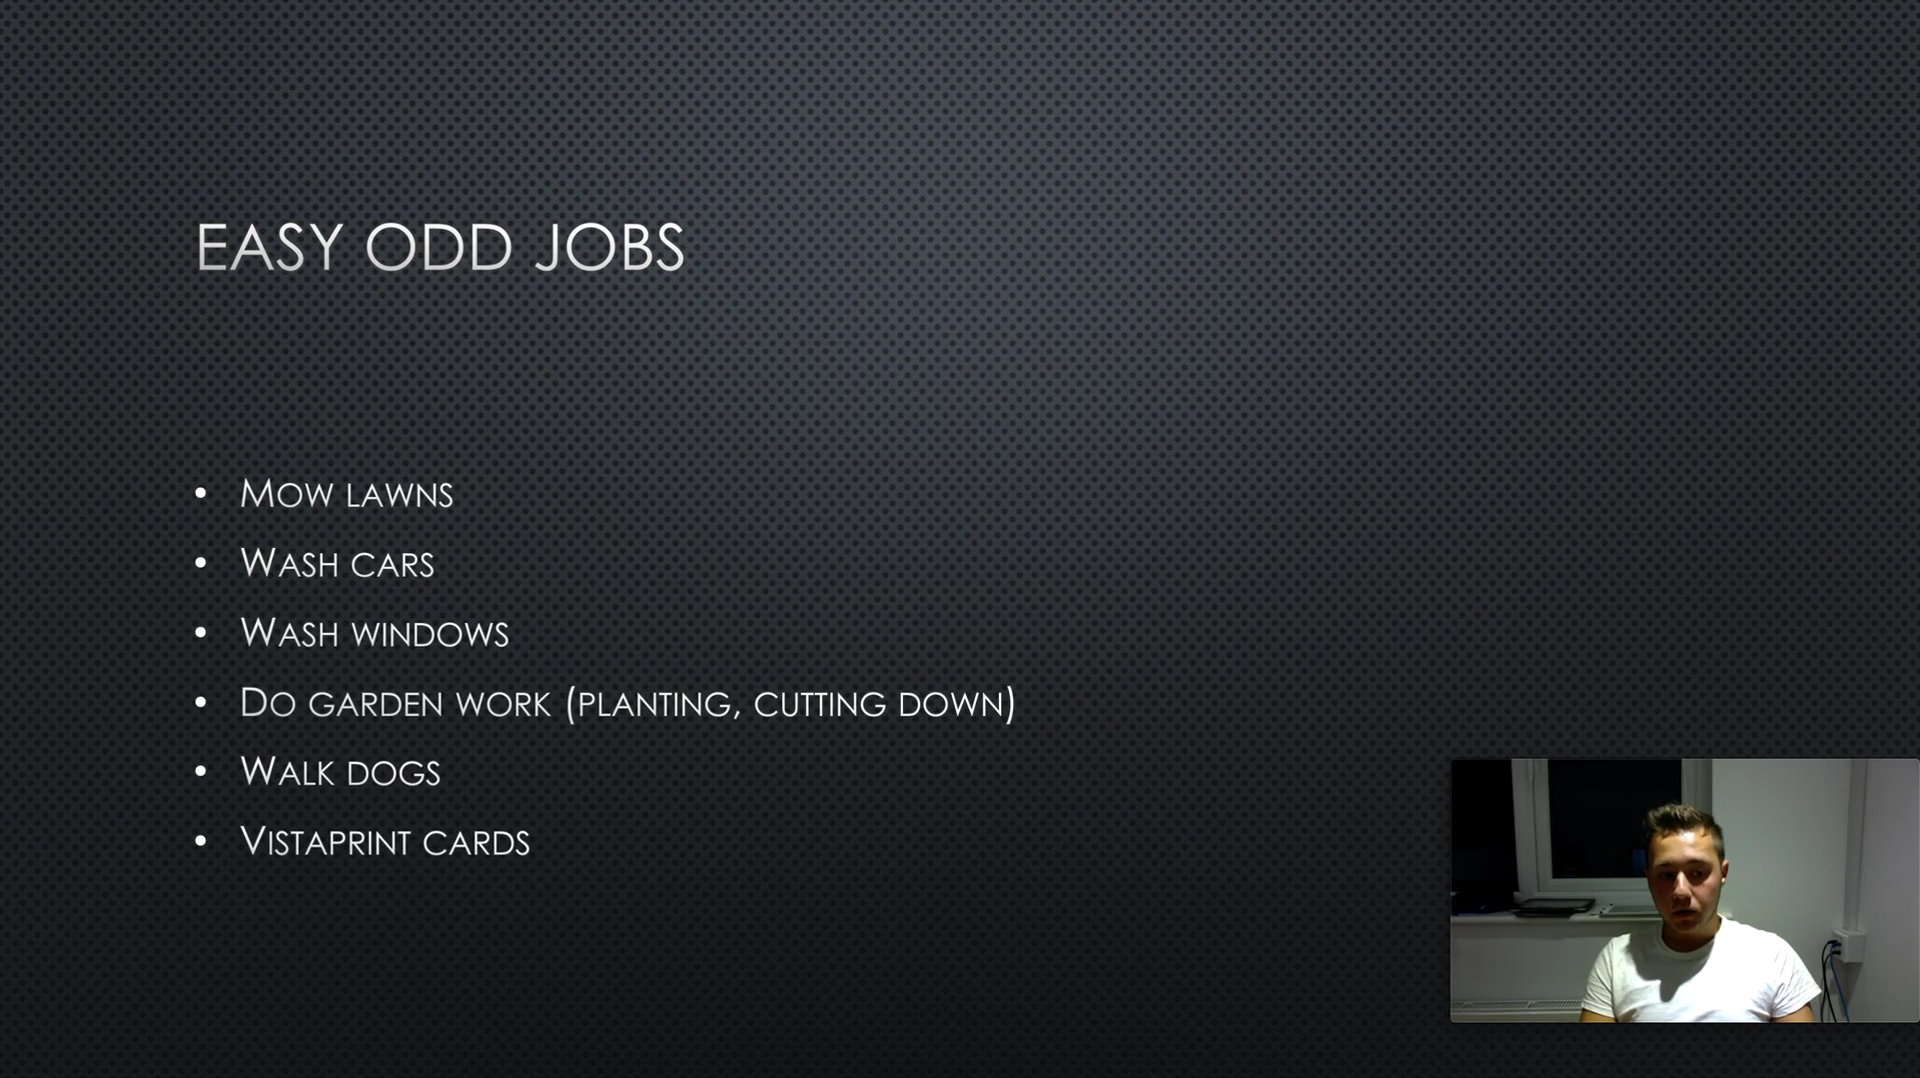 EASY ODD JOBS
• MOW LAWNS
• WASH CARS
• WASH WINDOWS
• DO GARDEN WORK (PLANTING, CUTTING DOWN)
• WALK DOGS
• VISTAPRINT CARDS